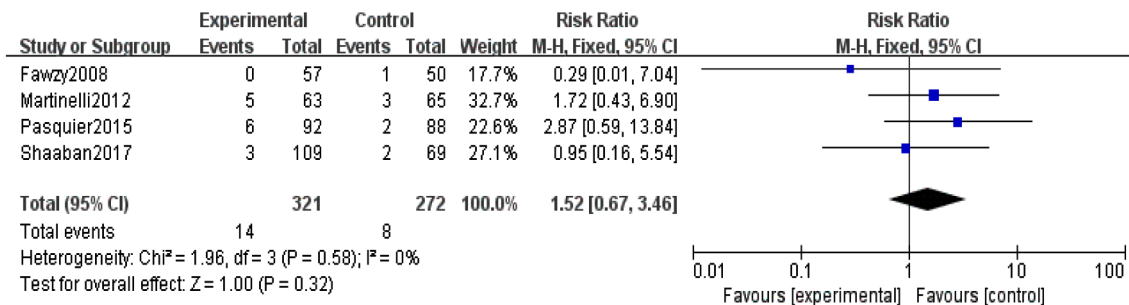 Experimental Control Risk Ratio Risk Ratio
Study or Subgroup Events Total Events Total Weight M-H, Fixed, 95% CI M-H, Fixed, 95% CI
Fawzy2008 0 57 1 50 17.7% 0.29 [0.01, 7.04]
Martinelli2012 5 63 3 65 32.7% 1.72 [0.43, 6.90]
Pasquier2015 6 92 2 88 22.6% 2.87 [0.59, 13.84]
Shaaban2017 3 109 2 69 27.1% 0.95 [0.16, 5.54]
Total (95% CI) 321 272 100.0% 1.52 [0.67, 3.46]
Total events 14 8
Heterogeneity: Chi² = 1.96, df = 3 (P = 0.58); I² = 0%
Test for overall effect: Z = 1.00 (P = 0.32)
0.01 0.1 1 10 100
Favours [experimental] Favours [control]